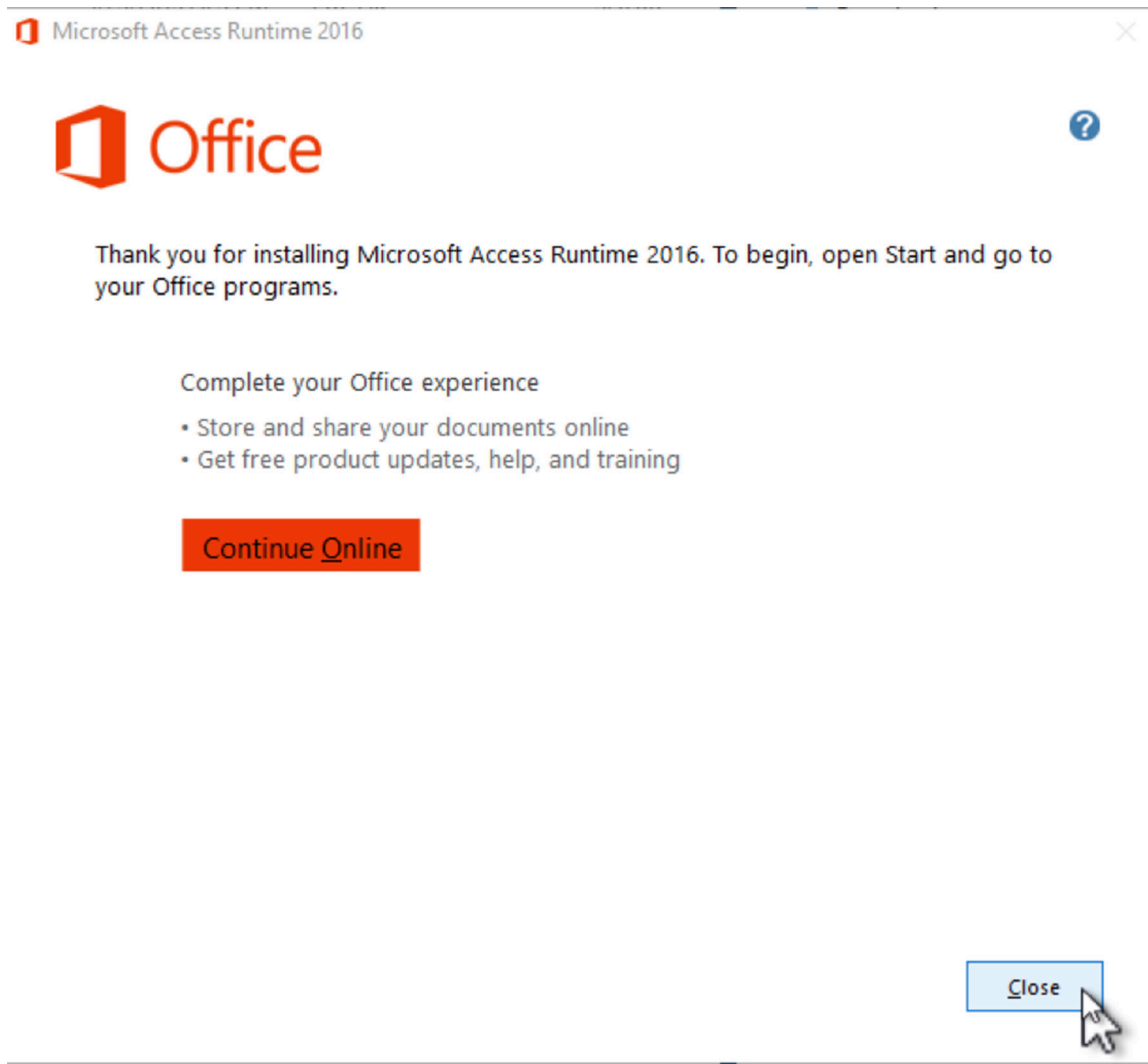 Microsoft Access Runtime 2016
Office
?
Thank you for installing Microsoft Access Runtime 2016. To begin, open Start and go to
your Office programs.
Complete your Office experience
• Store and share your documents online
• Get free product updates, help, and training
Continue Online
Close